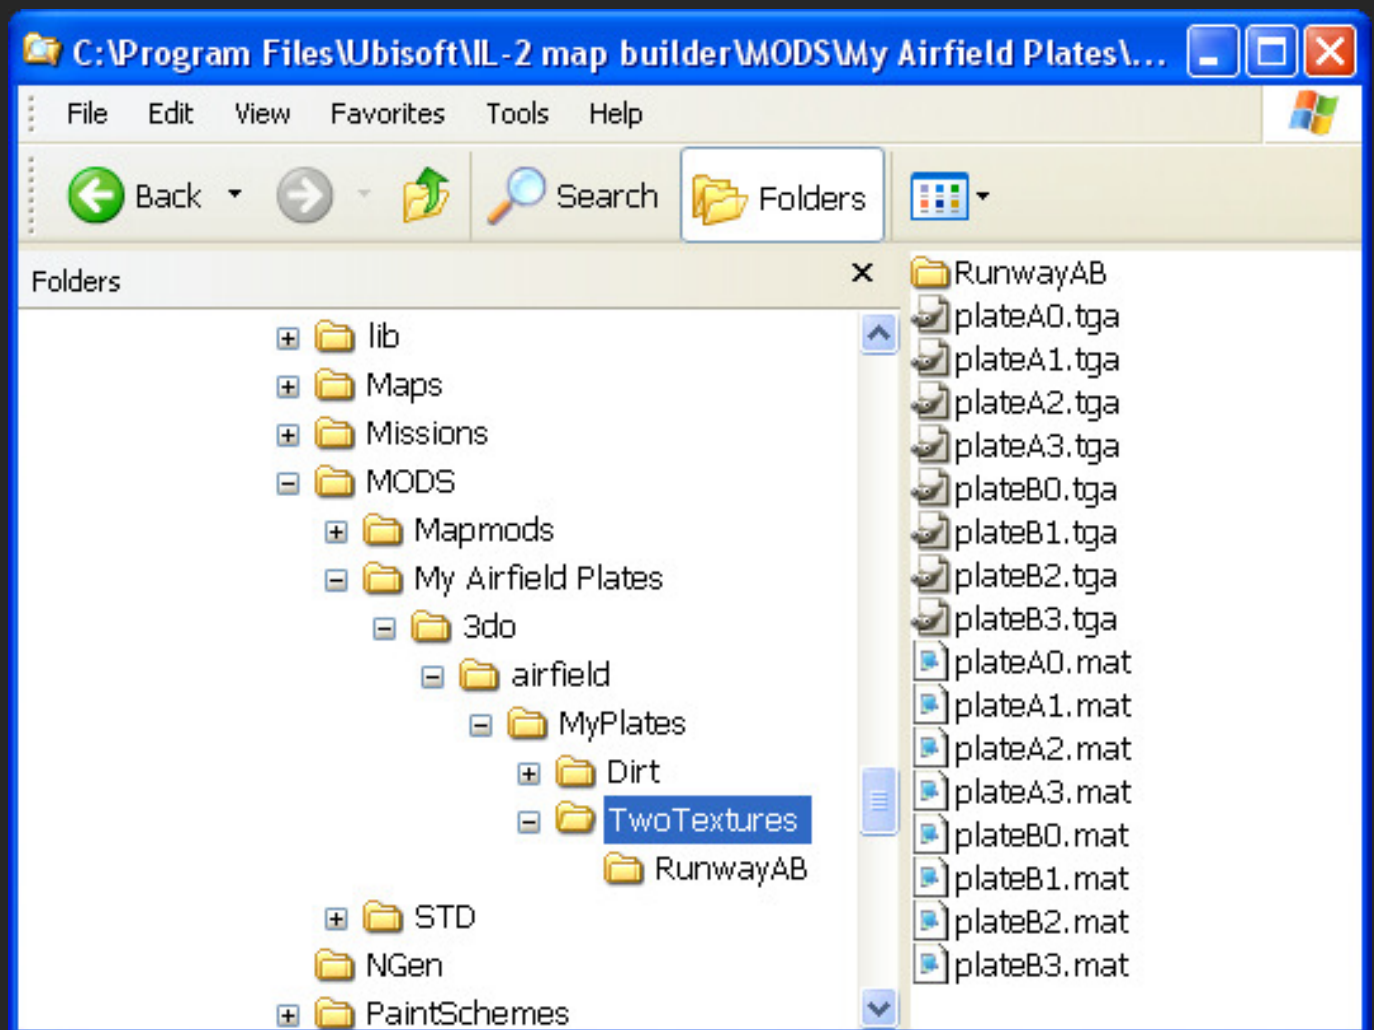 C:\Program Files\Ubisoft\IL-2 map builder\MODS\My Airfield Plates\...
File Edit View Favorites Tools Help
Back Search Folders
Folders
lib
Maps
Missions
MODS
Mapmods
My Airfield Plates
3do
airfield
MyPlates
Dirt
TwoTextures
RunwayAB
STD
NGen
PaintSchemes
RunwayAB
plateA0.tga
plateA1.tga
plateA2.tga
plateA3.tga
plateB0.tga
plateB1.tga
plateB2.tga
plateB3.tga
plateA0.mat
plateA1.mat
plateA2.mat
plateA3.mat
plateB0.mat
plateB1.mat
plateB2.mat
plateB3.mat